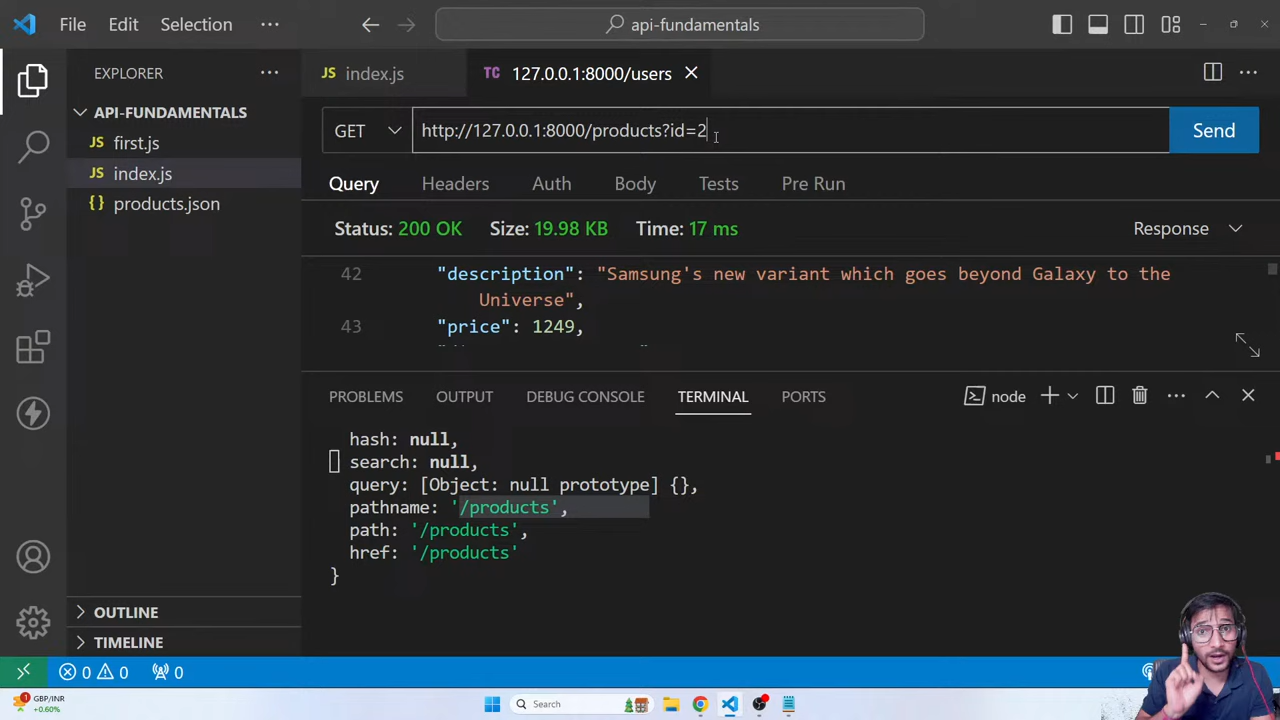 File Edit Selection ··· api-fundamentals
EXPLORER ···
JS index.js
TC 127.0.0.1:8000/users
API-FUNDAMENTALS
JS first.js
JS index.js
{} products.json
GET http://127.0.0.1:8000/products?id=2 Send
Query Headers Auth Body Tests Pre Run
Status: 200 OK Size: 19.98 KB Time: 17 ms Response
42 "description": "Samsung's new variant which goes beyond Galaxy to the
Universe",
43 "price": 1249,
PROBLEMS OUTPUT DEBUG CONSOLE TERMINAL PORTS node
hash: null,
search: null,
query: [Object: null prototype] {},
pathname: '/products',
path: '/products',
href: '/products'
}
OUTLINE
TIMELINE
0 0 0
1
GBP/INR
+0.60%
Search